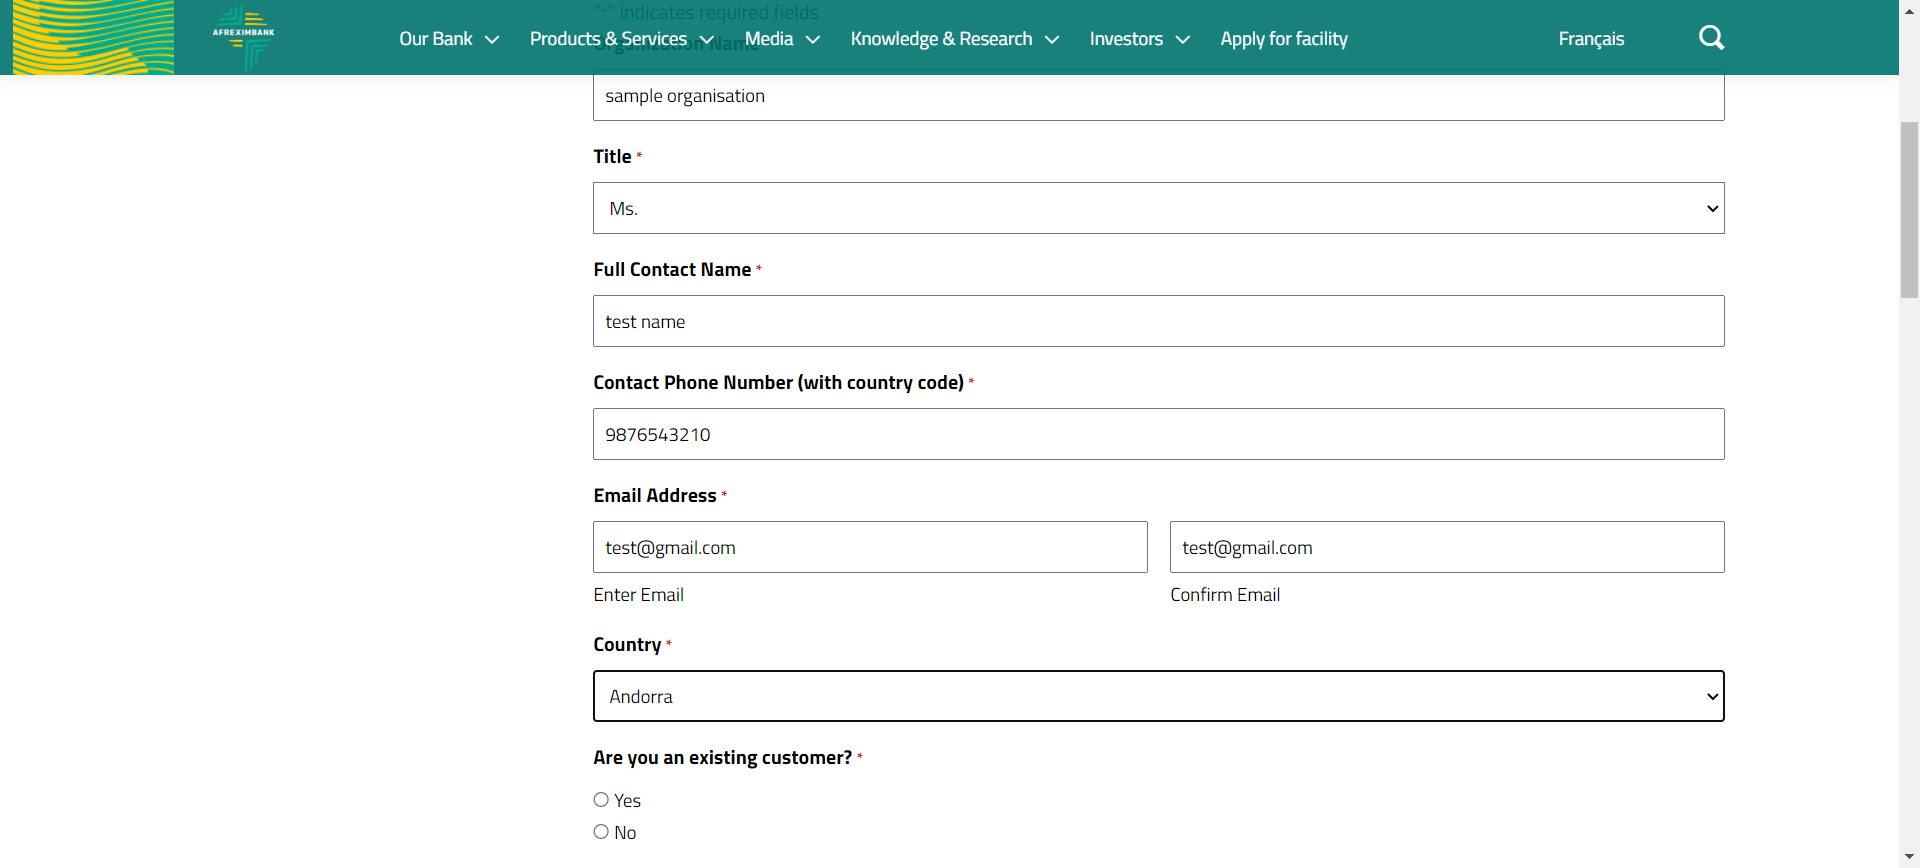 "*" indicates required fields
AFREXIMBANK
Our Bank
Products & Services
Media
Knowledge & Research
Investors
Apply for facility
Français
Organization Name
sample organisation
Title *
Ms.
Full Contact Name *
test name
Contact Phone Number (with country code) *
9876543210
Email Address *
test@gmail.com
test@gmail.com
Enter Email
Confirm Email
Country *
Andorra
Are you an existing customer? *
Yes
No